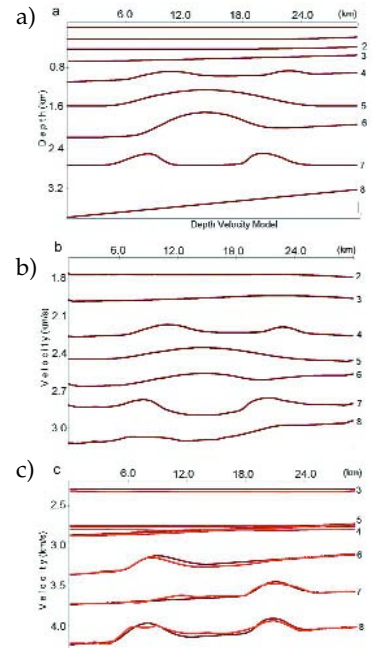 a)
a 6.0 12.0 18.0 24.0 (km)
2
3
0.8 4
1.6 5
6
2.4
7
3.2 8
Depth (km)
Depth Velocity Model
b)
b 6.0 12.0 18.0 24.0 (km)
1.8 2
3
2.1
4
2.4 5
6
2.7
7
3.0 8
Velocity (km/s)
c)
c 6.0 12.0 18.0 24.0 (km)
3
2.5
5
4
3.0
6
3.5
7
4.0 8
Velocity (km/s)